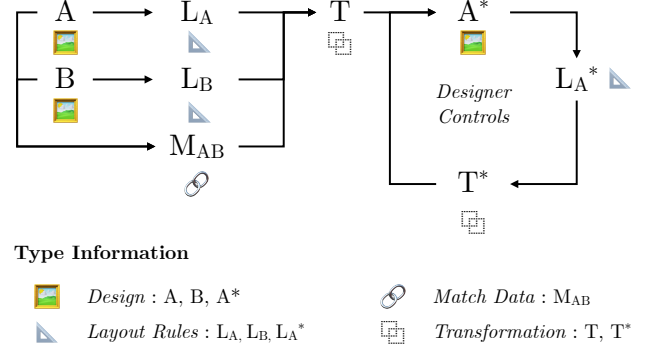 A L_A T A*
B L_B Designer L_A*
Controls
M_AB
T*
Type Information
Design : A, B, A* Match Data : M_AB
Layout Rules : L_A, L_B, L_A* Transformation : T, T*